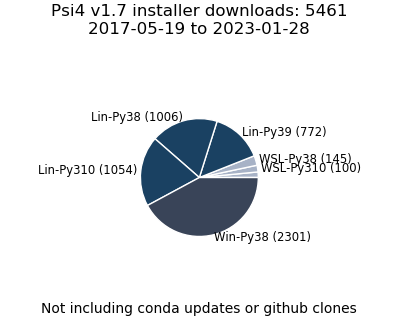 Psi4 v1.7 installer downloads: 5461
2017-05-19 to 2023-01-28
Lin-Py38 (1006)
Lin-Py39 (772)
WSL-Py38 (145)
WSL-Py310 (100)
Lin-Py310 (1054)
Win-Py38 (2301)
Not including conda updates or github clones